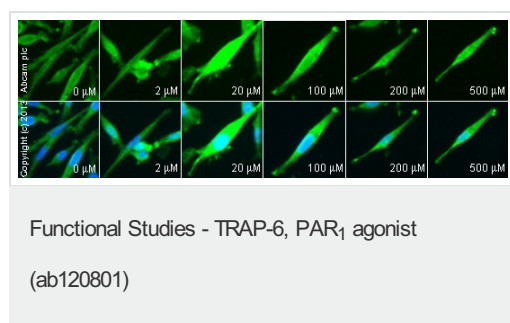 Copyright (c) 2013 Abcam plc
0 µM
2 µM
20 µM
100 µM
200 µM
500 µM
0 µM
2 µM
20 µM
100 µM
200 µM
500 µM
Functional Studies - TRAP-6, PAR₁ agonist
(ab120801)